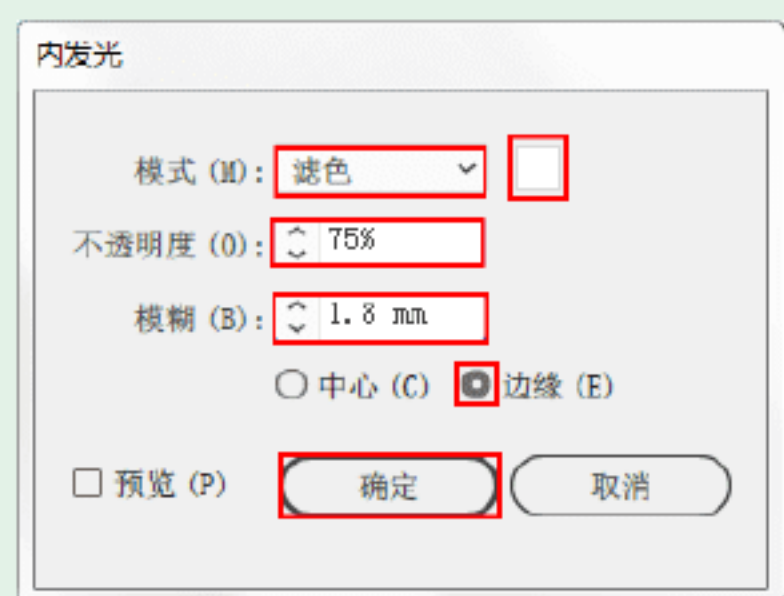 内发光
模式 (M): 滤色
不透明度 (O): 75%
模糊 (B): 1.8 mm
中心 (C) 边缘 (E)
预览 (P) 确定 取消